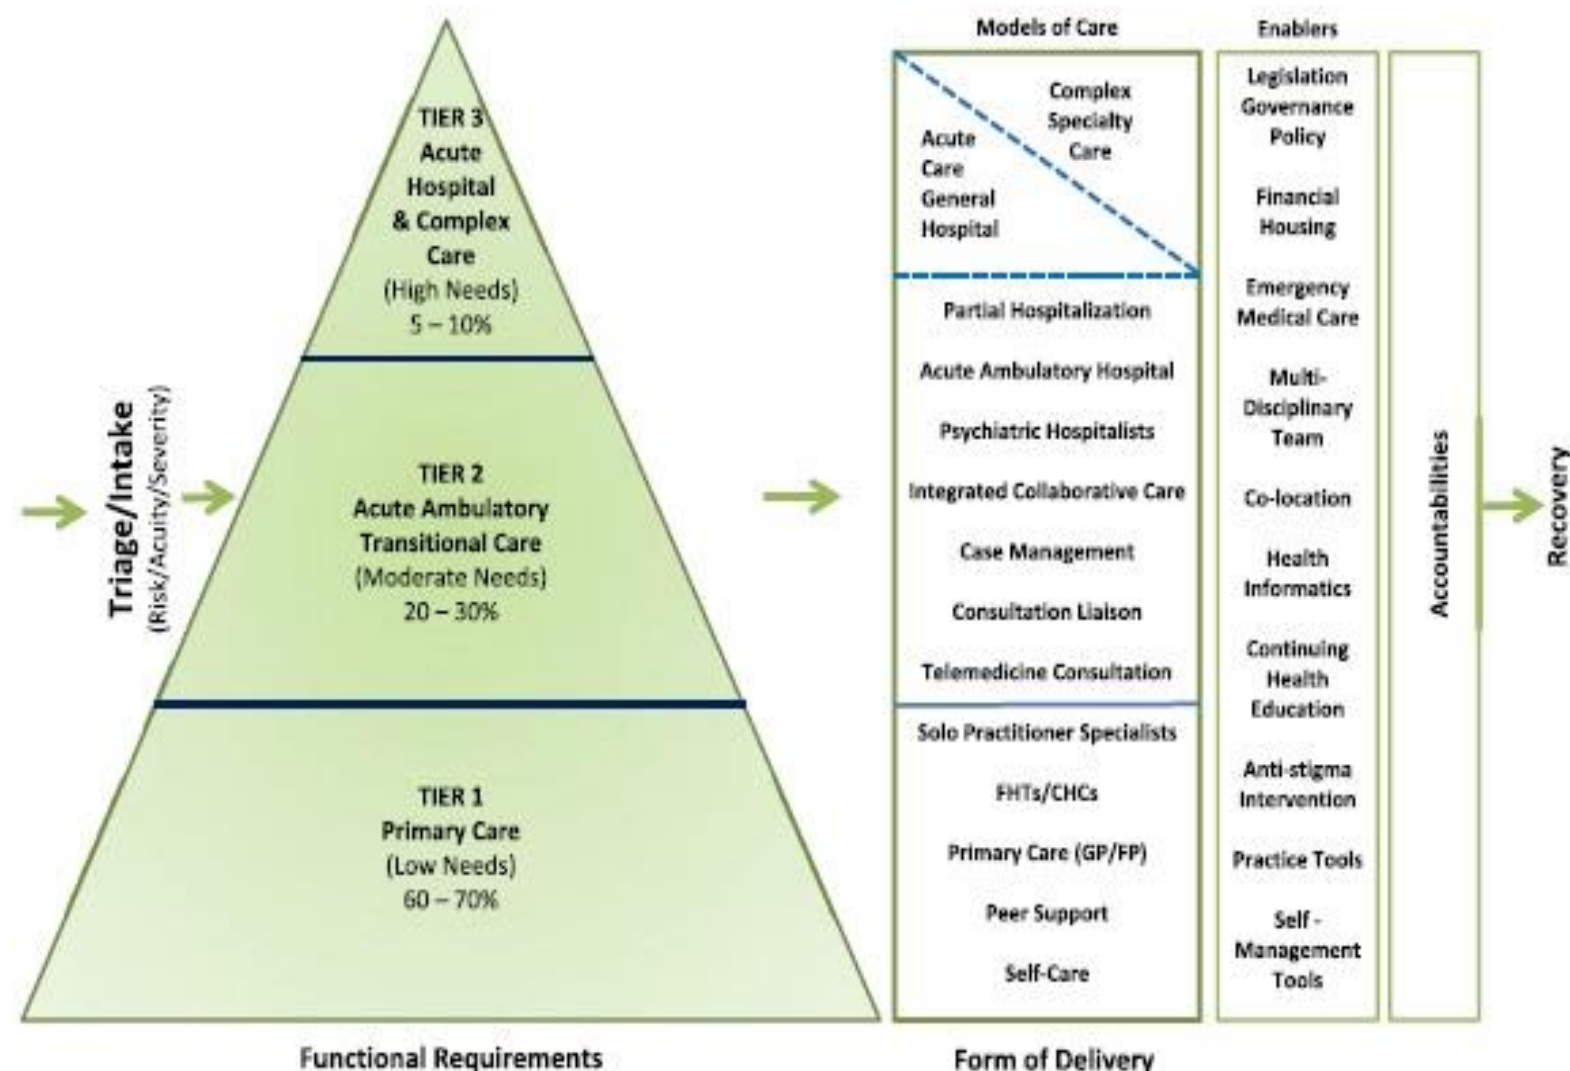 Triage/Intake
(Risk/Acuity/Severity)
TIER 3
Acute
Hospital
& Complex
Care
(High Needs)
5 – 10%
TIER 2
Acute Ambulatory
Transitional Care
(Moderate Needs)
20 – 30%
TIER 1
Primary Care
(Low Needs)
60 – 70%
Functional Requirements
Models of Care
Complex
Specialty
Care
Acute
Care
General
Hospital
Partial Hospitalization
Acute Ambulatory Hospital
Psychiatric Hospitalists
Integrated Collaborative Care
Case Management
Consultation Liaison
Telemedicine Consultation
Solo Practitioner Specialists
FHTs/CHCs
Primary Care (GP/FP)
Peer Support
Self-Care
Form of Delivery
Enablers
Legislation
Governance
Policy
Financial
Housing
Emergency
Medical Care
Multi-
Disciplinary
Team
Co-location
Health
Informatics
Continuing
Health
Education
Anti-stigma
Intervention
Practice Tools
Self -
Management
Tools
Accountabilities
Recovery